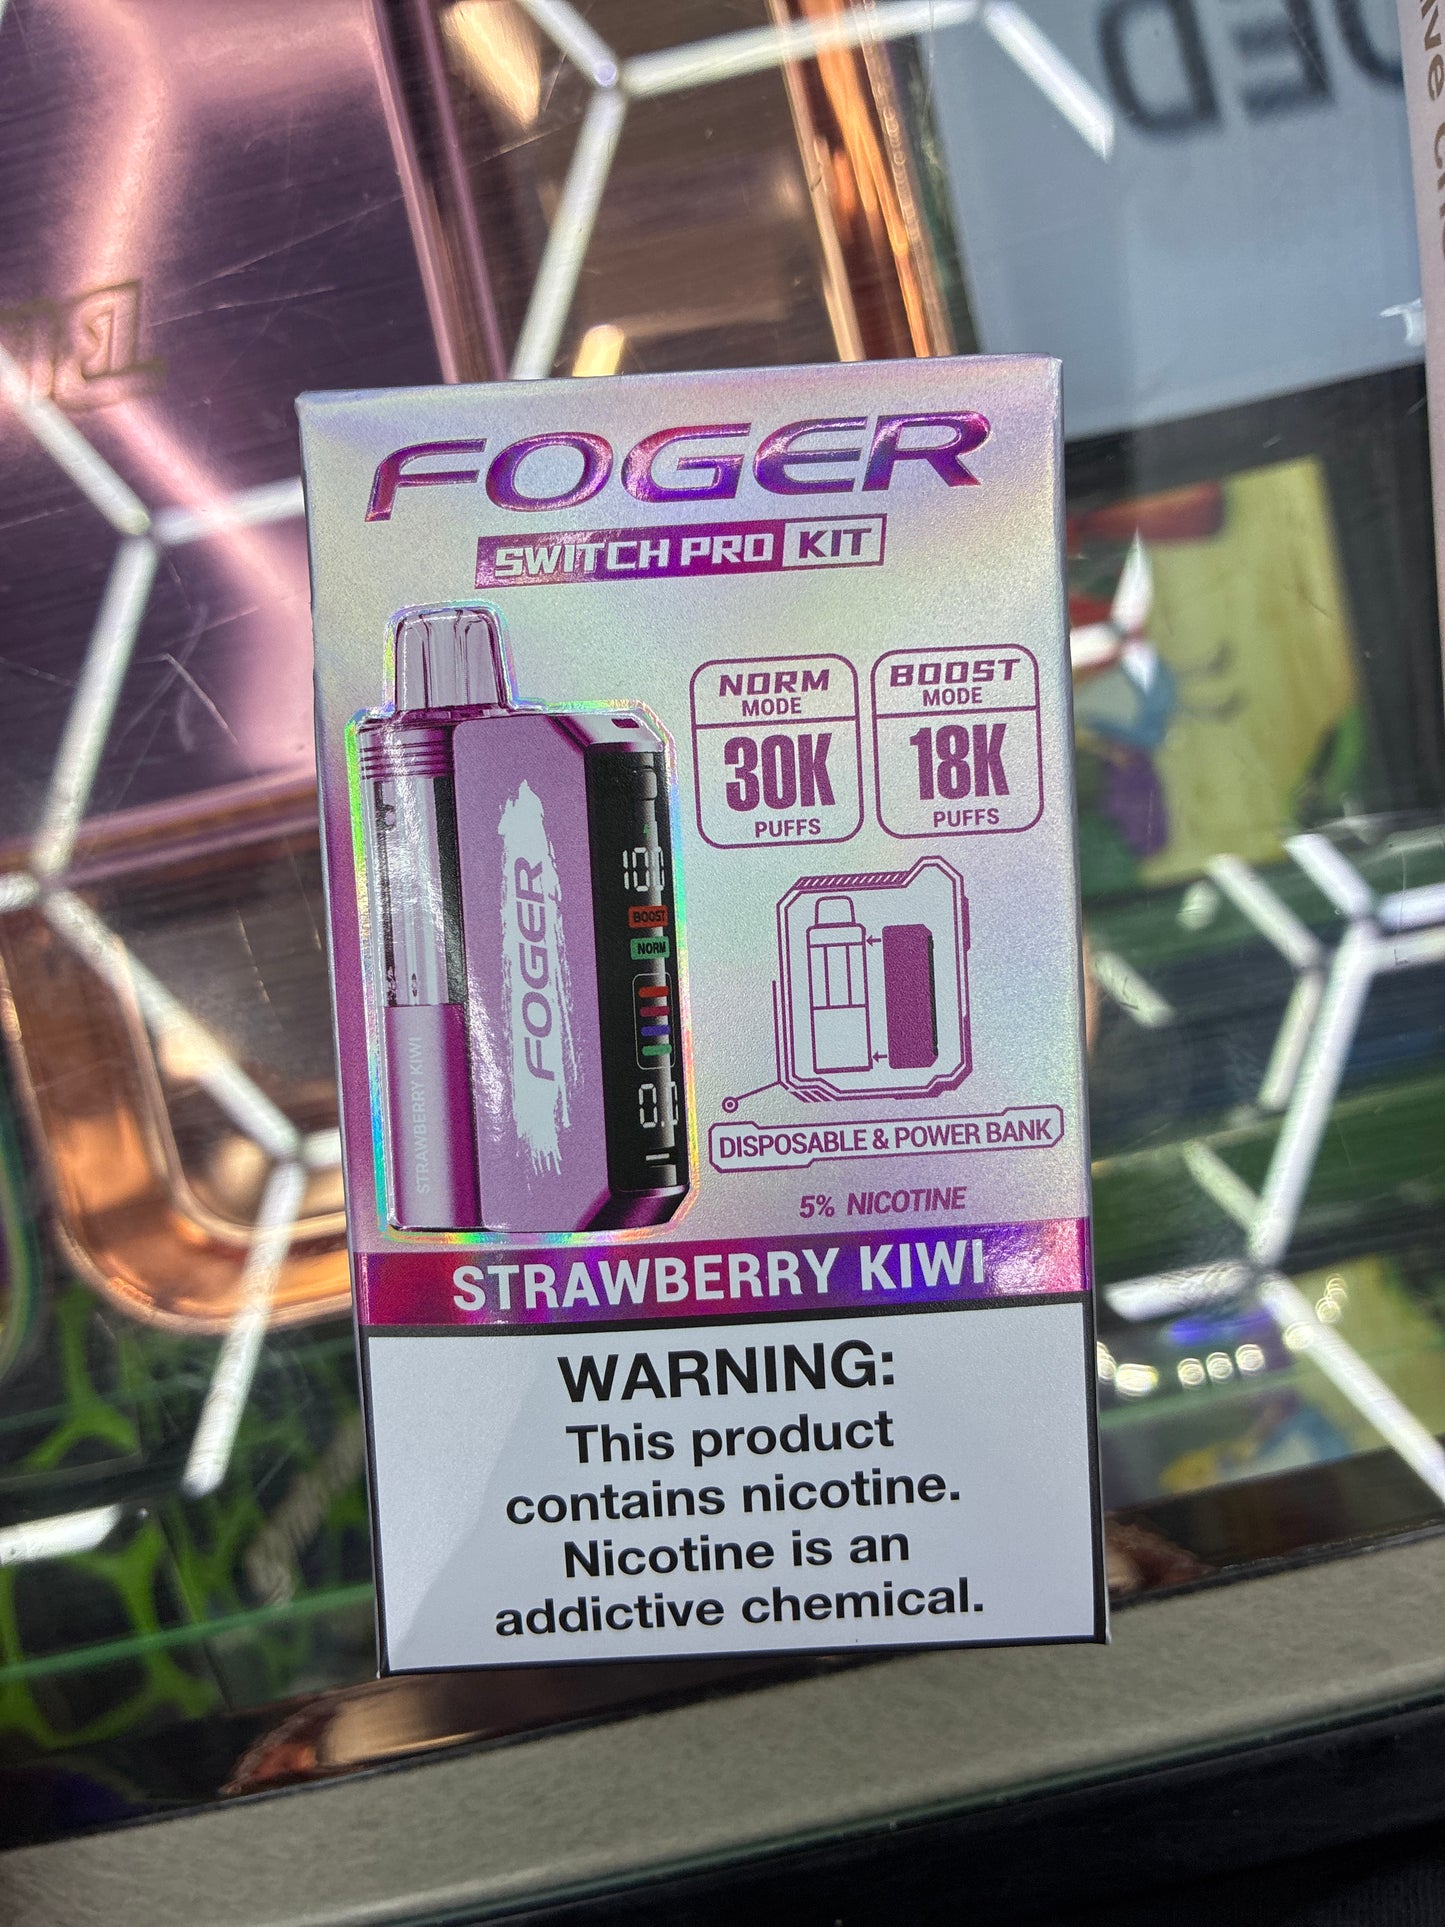 FOGER
SWITCH PRO KIT
NORM
MODE
30K
PUFFS
BOOST
MODE
18K
PUFFS
100
BOOST
NORM
FOGER
STRAWBERRY KIWI
DISPOSABLE & POWER BANK
5% NICOTINE
STRAWBERRY KIWI
WARNING:
This product
contains nicotine.
Nicotine is an
addictive chemical.